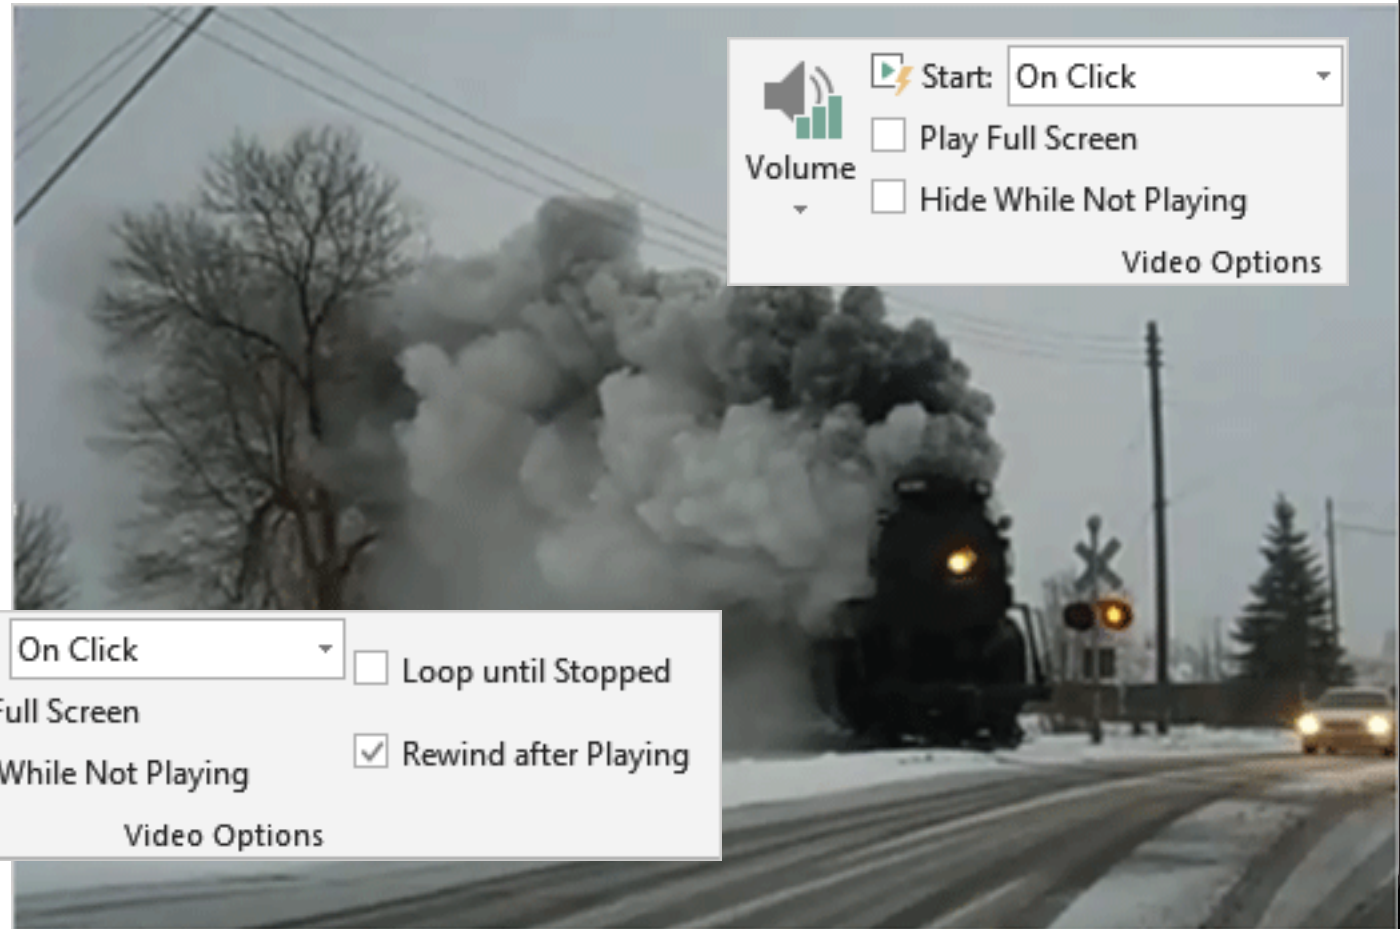 Start: On Click
Play Full Screen
Volume
Hide While Not Playing
Video Options
On Click
Loop until Stopped
Full Screen
Rewind after Playing
While Not Playing
Video Options